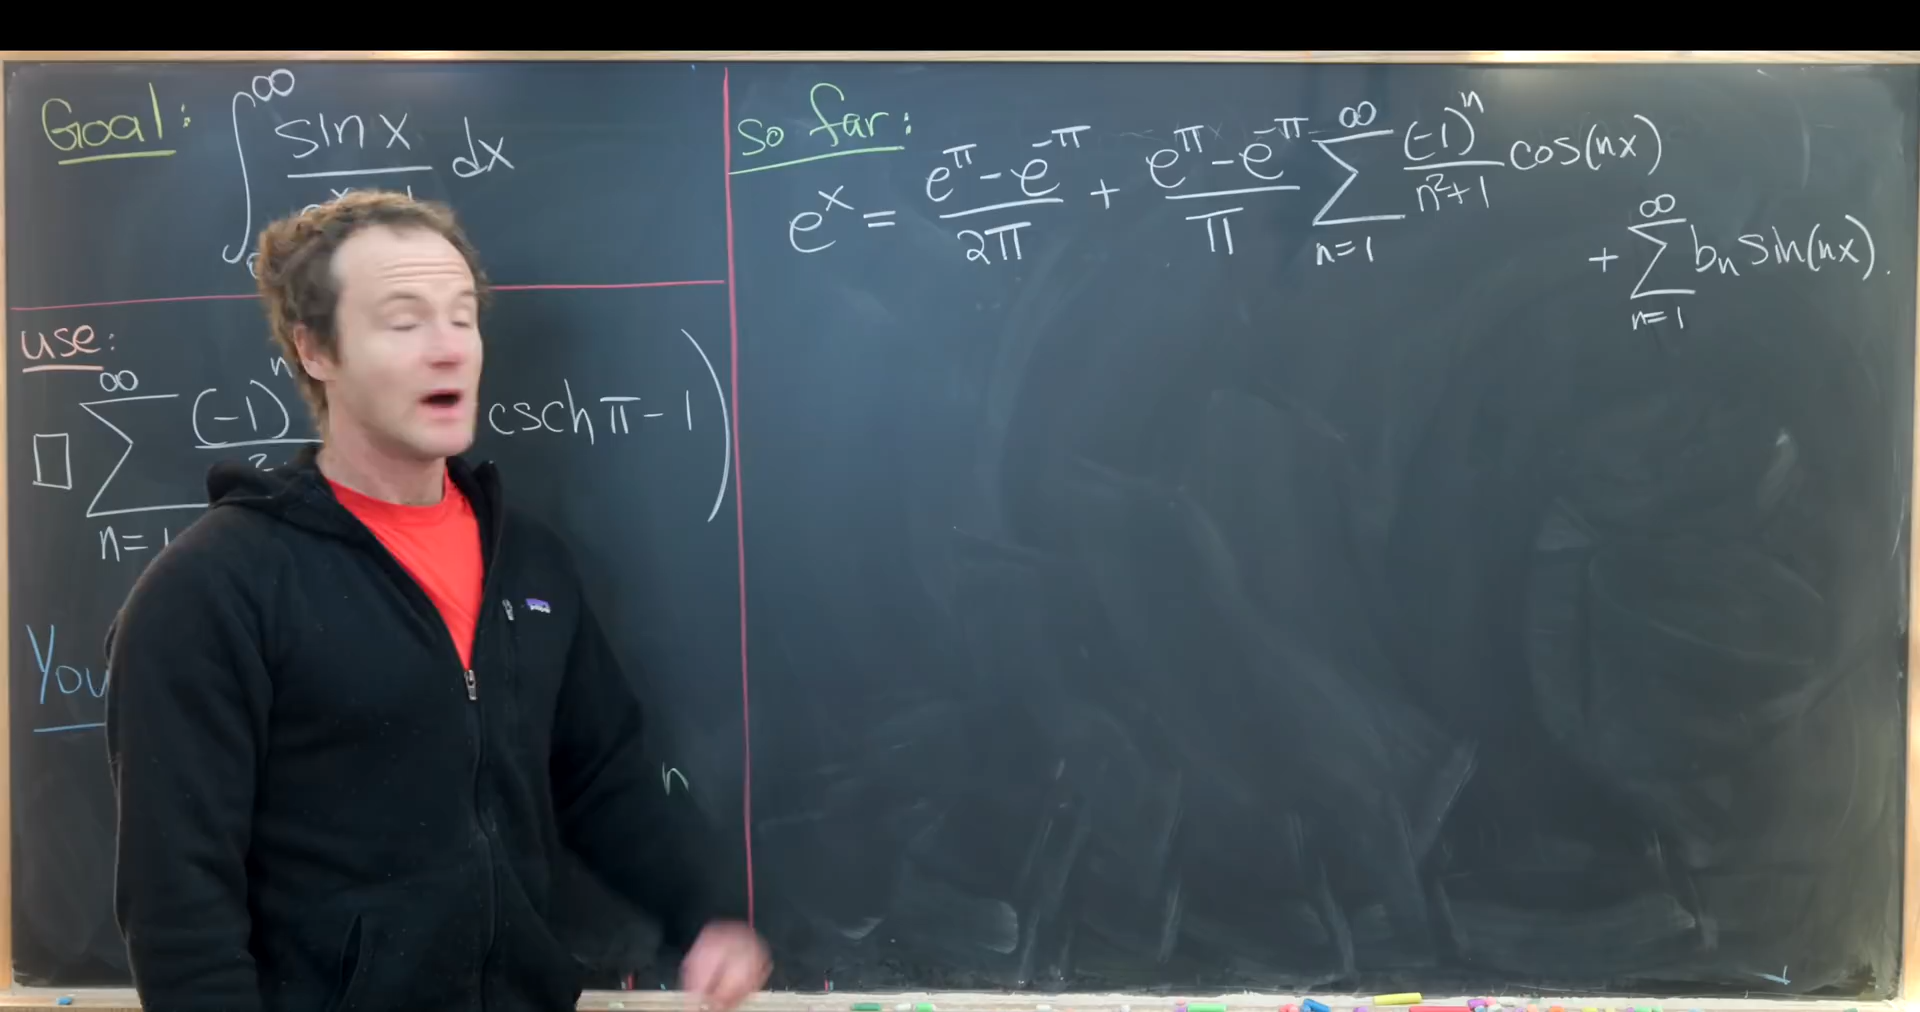 Goal: ∫^∞ sin x / dx
use:
□ ∑_{n=1}^∞ (-1)^n / 2 csch π - 1 )
You
n
So far:
e^x = (e^π - e^-π)/2π + (e^π - e^-π)/π ∑_{n=1}^∞ (-1)^n/(n²+1) cos(nx)
+ ∑_{n=1}^∞ b_n sin(nx).